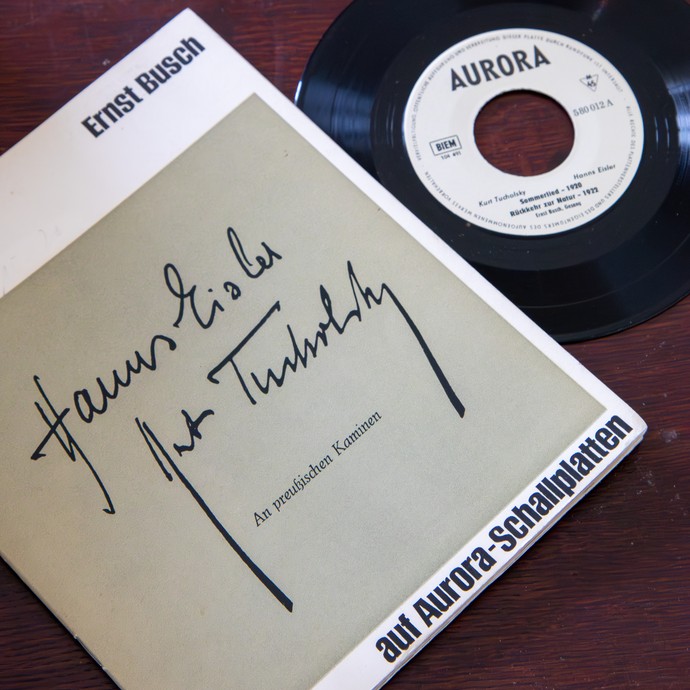 Ernst Busch
Hanns Eisler
Kurt Tucholsky
An preußischen Kaminen
auf Aurora-Schallplatten
AURORA
580 012 A
BIEM
Kurt Tucholsky
Hanns Eisler
Sommerlied - 1920
Rückkehr zur Natur - 1922
Ernst Busch, Gesang